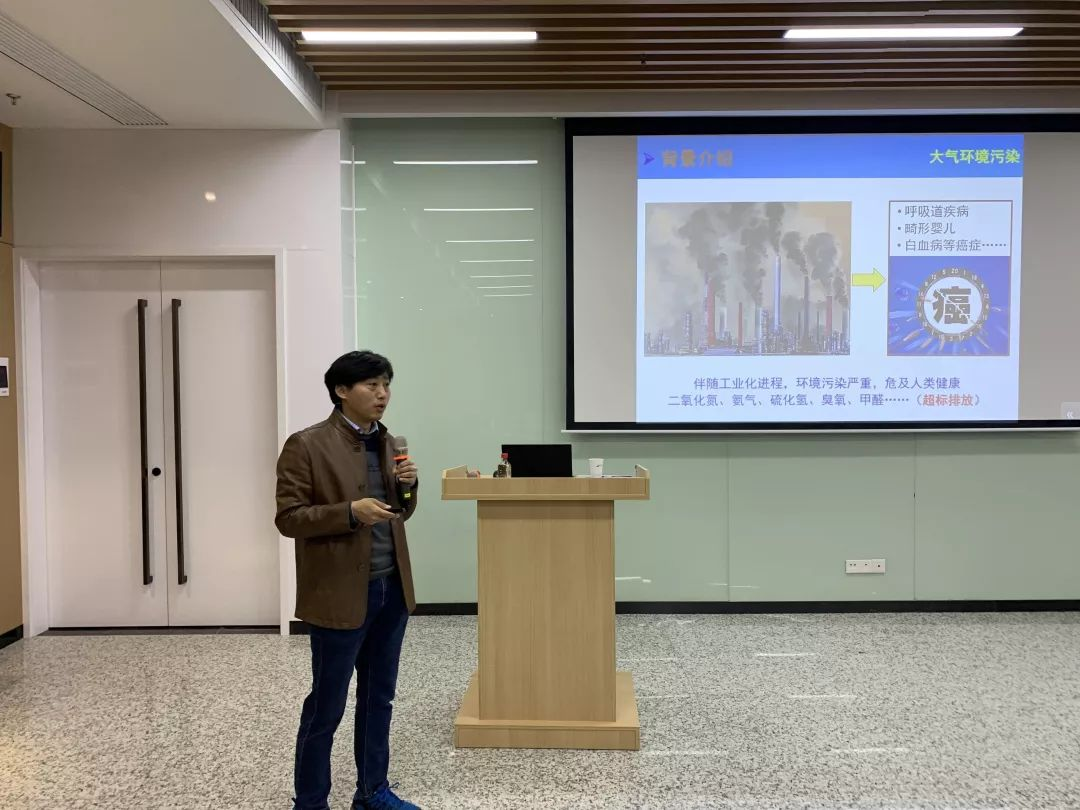 背景介绍
大气环境污染
• 呼吸道疾病
• 畸形婴儿
• 白血病等癌症……
癌
伴随工业化进程，环境污染严重，危及人类健康
二氧化氮、氨气、硫化氢、臭氧、甲醛……（超标排放）
«